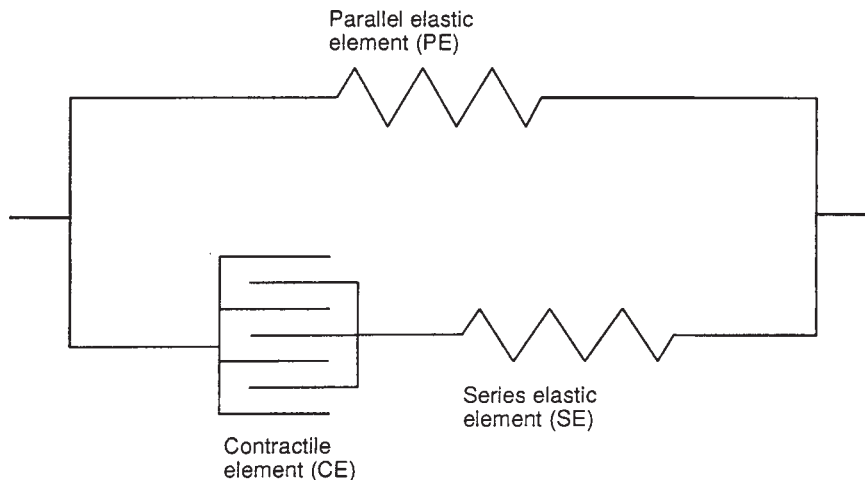 Parallel elastic
element (PE)
Series elastic
element (SE)
Contractile
element (CE)